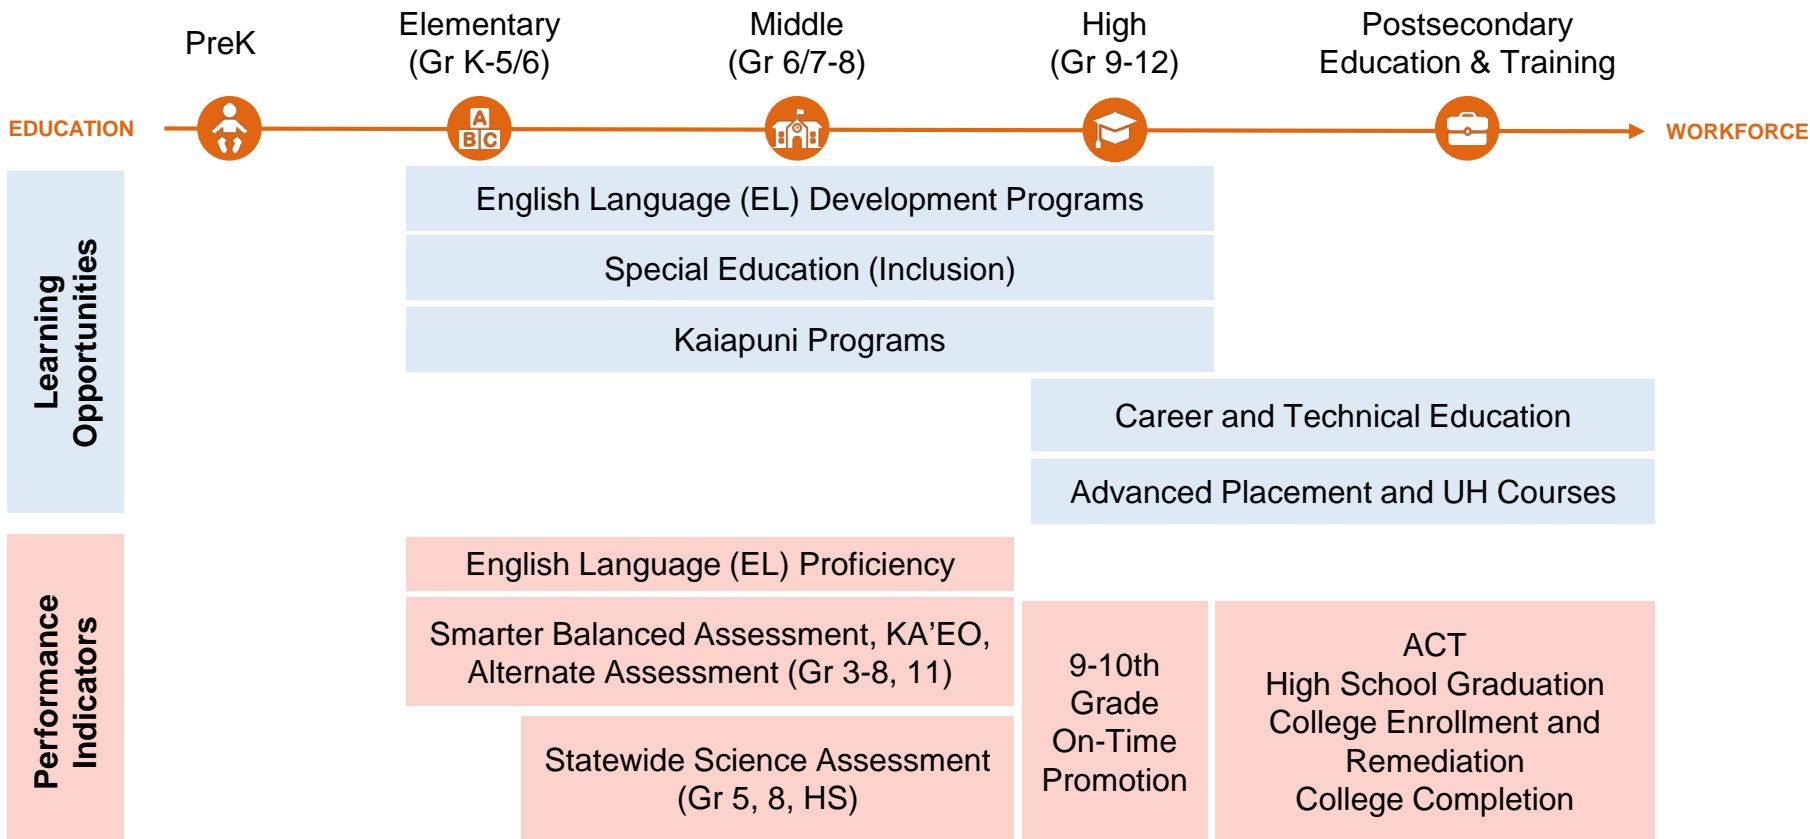 PreK
Elementary
(Gr K-5/6)
Middle
(Gr 6/7-8)
High
(Gr 9-12)
Postsecondary
Education & Training
EDUCATION
A
B C
WORKFORCE
Learning
Opportunities
English Language (EL) Development Programs
Special Education (Inclusion)
Kaiapuni Programs
Career and Technical Education
Advanced Placement and UH Courses
Performance
Indicators
English Language (EL) Proficiency
Smarter Balanced Assessment, KA’EO,
Alternate Assessment (Gr 3-8, 11)
Statewide Science Assessment
(Gr 5, 8, HS)
9-10th
Grade
On-Time
Promotion
ACT
High School Graduation
College Enrollment and
Remediation
College Completion